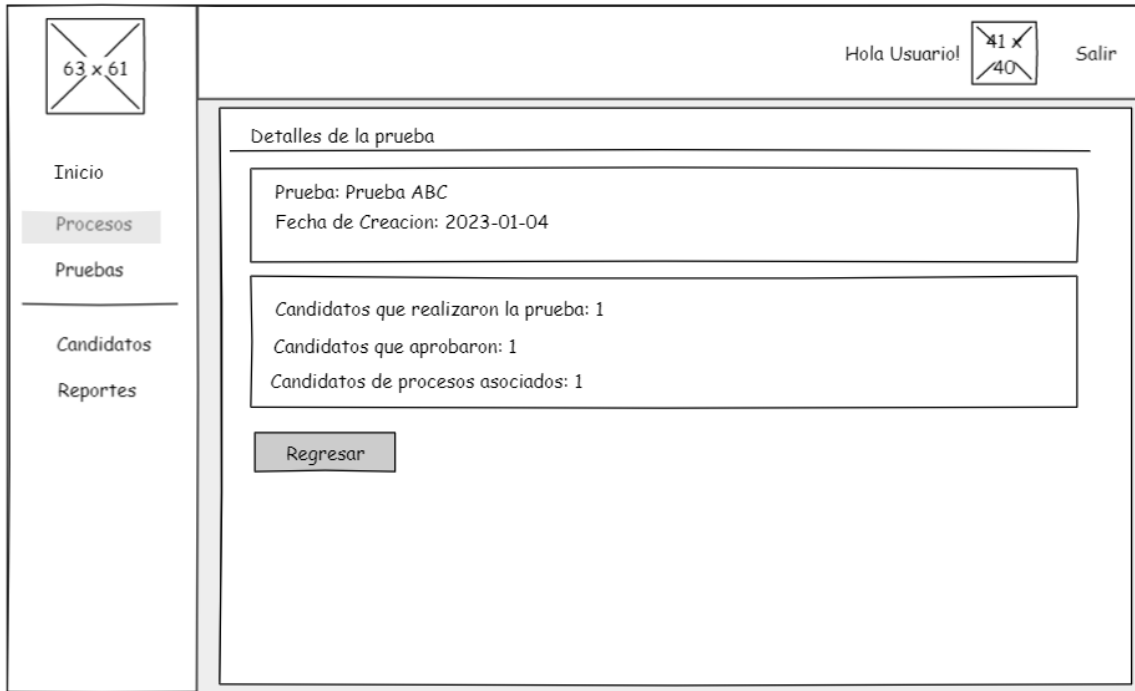 63 x 61
Hola Usuario!
41 x
40
Salir
Inicio
Procesos
Pruebas
Candidatos
Reportes
Detalles de la prueba
Prueba: Prueba ABC
Fecha de Creacion: 2023-01-04
Candidatos que realizaron la prueba: 1
Candidatos que aprobaron: 1
Candidatos de procesos asociados: 1
Regresar